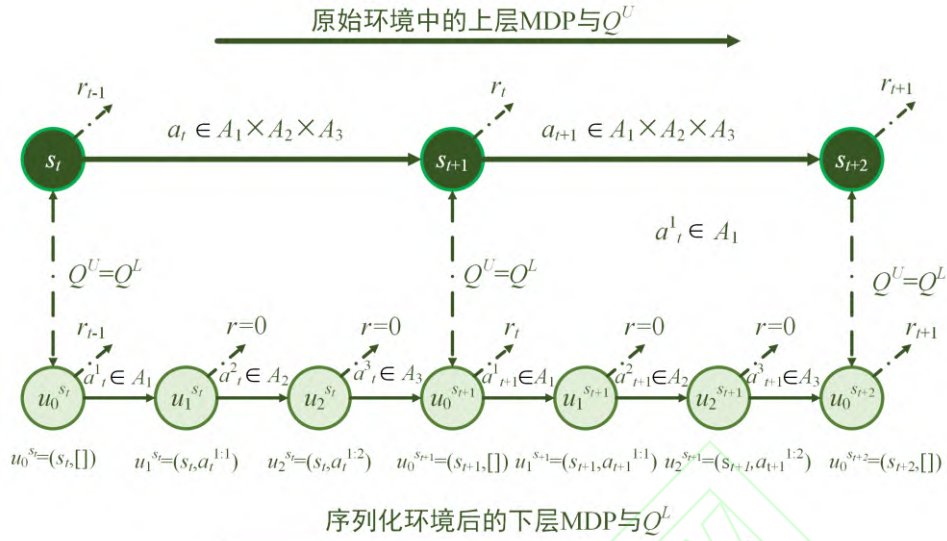 原始环境中的上层MDP与Q^U
r_{t-1} r_t r_{t+1}
a_t ∈ A_1×A_2×A_3 a_{t+1} ∈ A_1×A_2×A_3
s_t s_{t+1} s_{t+2}
a^1_t ∈ A_1
Q^U=Q^L Q^U=Q^L Q^U=Q^L
r_{t-1} r=0 r=0 r_t r=0 r=0 r_{t+1}
a^1_t ∈ A_1 a^2_t ∈ A_2 a^3_t ∈ A_3 a^1_{t+1} ∈ A_1 a^2_{t+1} ∈ A_2 a^3_{t+1} ∈ A_3
u_0^{s_t} u_1^{s_t} u_2^{s_t} u_0^{s_{t+1}} u_1^{s_{t+1}} u_2^{s_{t+1}} u_0^{s_{t+2}}
u_0^{s_t}=(s_t,[]) u_1^{s_t}=(s_t,a_t^{1:1}) u_2^{s_t}=(s_t,a_t^{1:2}) u_0^{s_{t+1}}=(s_{t+1},[]) u_1^{s_{t+1}}=(s_{t+1},a_{t+1}^{1:1}) u_2^{s_{t+1}}=(s_{t+1},a_{t+1}^{1:2}) u_0^{s_{t+2}}=(s_{t+2},[])
序列化环境后的下层MDP与Q^L